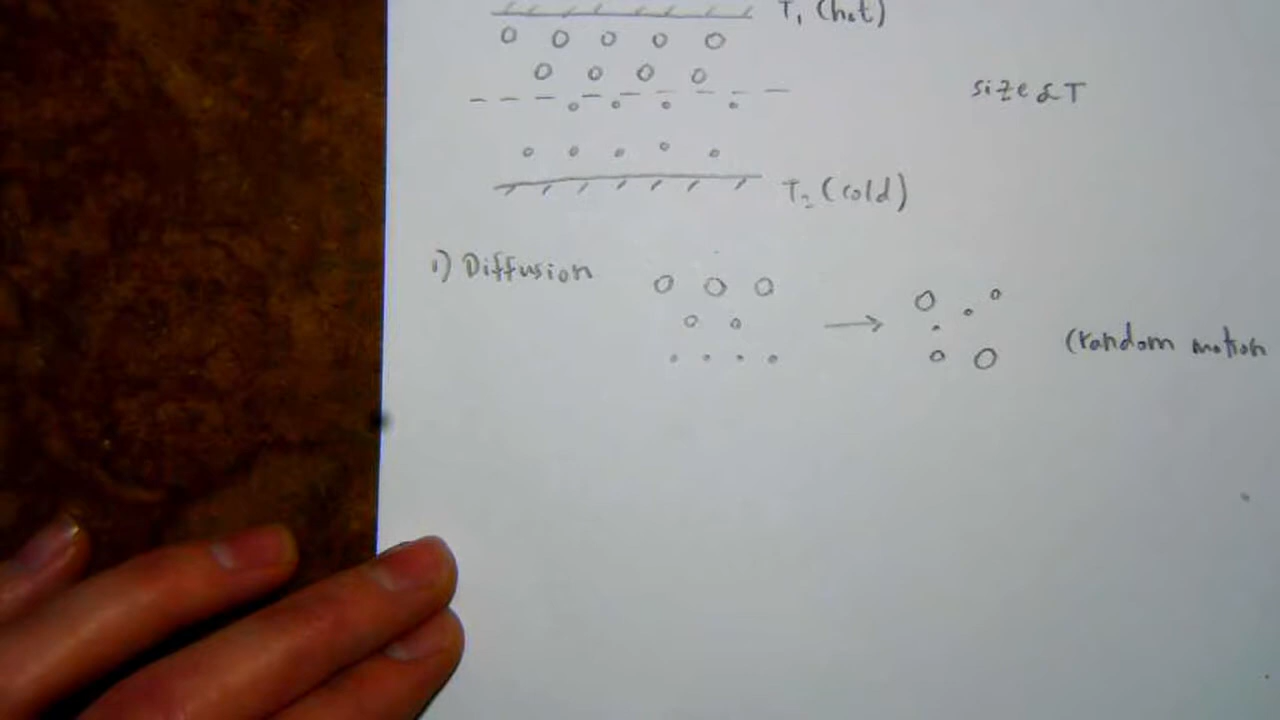 T₁ (hot)
size & T
T₂ (cold)
1) Diffusion
(random motion